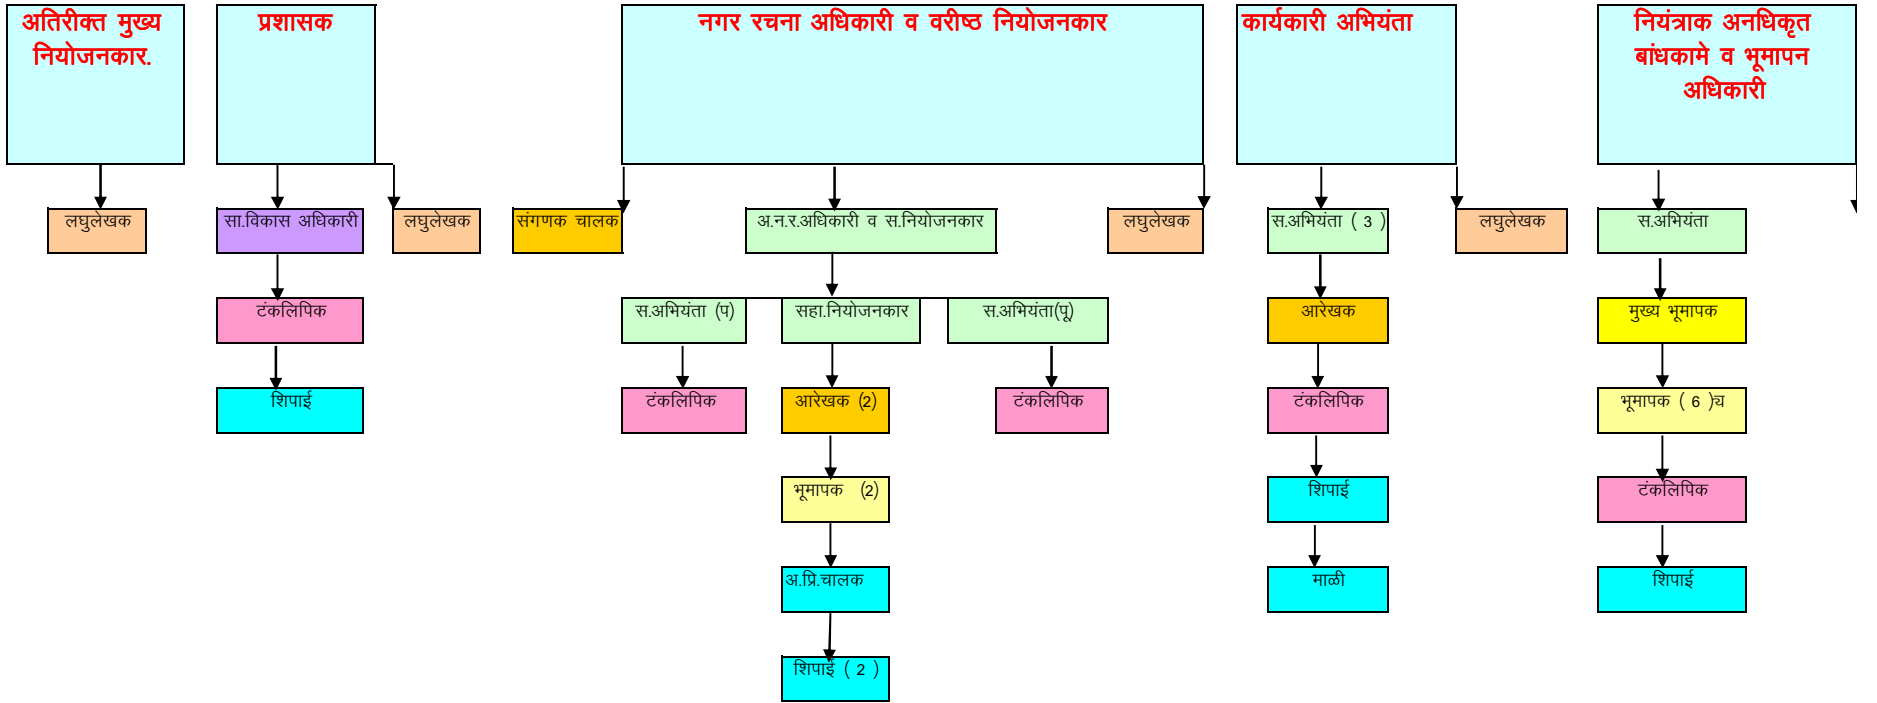 अतिरीक्त मुख्य
नियोजनकार.
प्रशासक
नगर रचना अधिकारी व वरीष्ठ नियोजनकार
कार्यकारी अभियंता
नियंत्राक अनधिकृत
बांधकामे व भूमापन
अधिकारी
लघुलेखक
सा.विकास अधिकारी
लघुलेखक
संगणक चालक
अ.न.र.अधिकारी व स.नियोजनकार
लघुलेखक
स.अभियंता ( 3 )
लघुलेखक
स.अभियंता
टंकलिपिक
स.अभियंता (प)
सहा.नियोजनकार
स.अभियंता(पू)
आरेखक
मुख्य भूमापक
शिपाई
टंकलिपिक
आरेखक (2)
टंकलिपिक
टंकलिपिक
भूमापक ( 6 )द्य
भूमापक (2)
शिपाई
टंकलिपिक
अ.प्रि.चालक
माळी
शिपाई
शिपाई ( 2 )